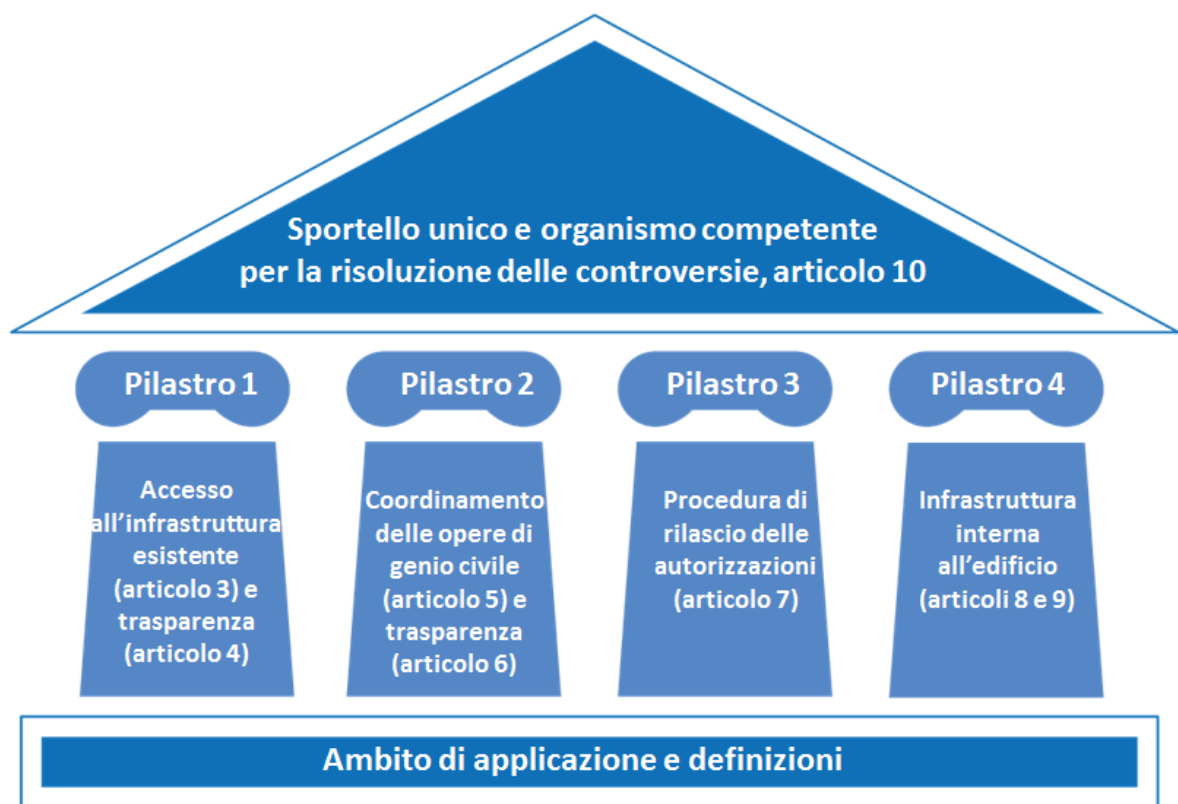 Sportello unico e organismo competente
per la risoluzione delle controversie, articolo 10
Pilastro 1
Accesso
all'infrastruttura
esistente
(articolo 3) e
trasparenza
(articolo 4)
Pilastro 2
Coordinamento
delle opere di
genio civile
(articolo 5) e
trasparenza
(articolo 6)
Pilastro 3
Procedura di
rilascio delle
autorizzazioni
(articolo 7)
Pilastro 4
Infrastruttura
interna
all'edificio
(articoli 8 e 9)
Ambito di applicazione e definizioni